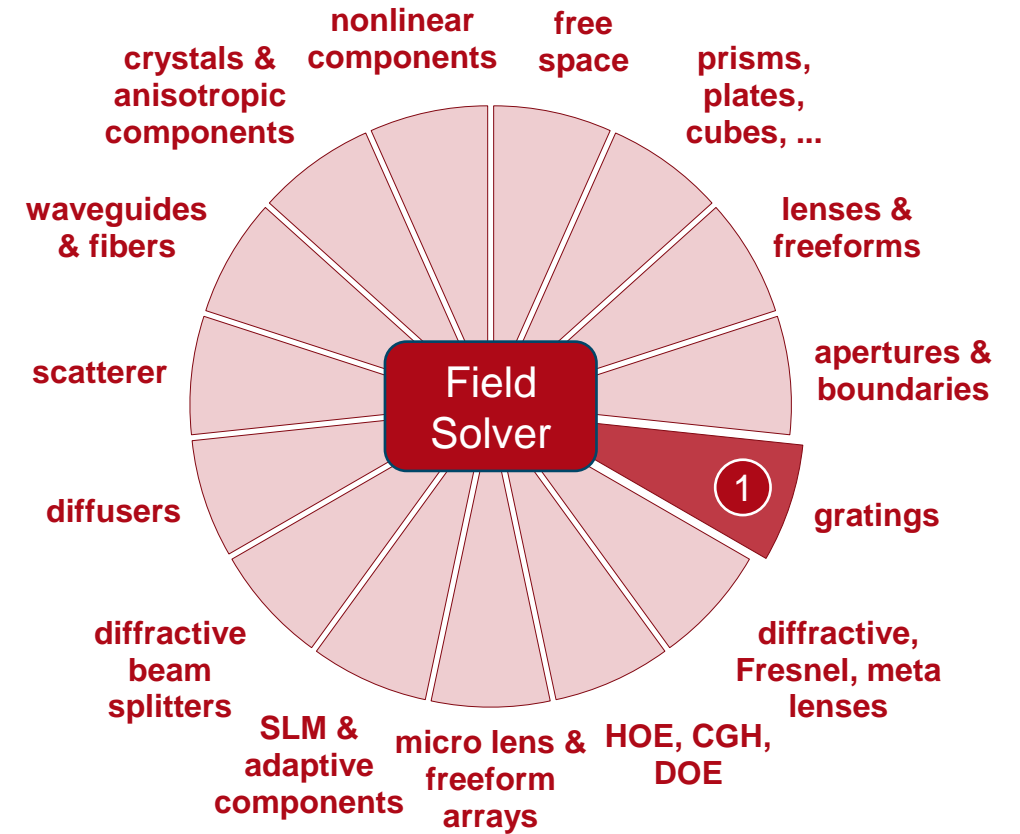 nonlinear
components
free
space
prisms,
plates,
cubes, ...
lenses &
freeforms
apertures &
boundaries
1
gratings
diffractive,
Fresnel, meta
lenses
HOE, CGH,
DOE
micro lens &
freeform
arrays
SLM &
adaptive
components
diffractive
beam
splitters
diffusers
scatterer
waveguides
& fibers
crystals &
anisotropic
components
Field
Solver